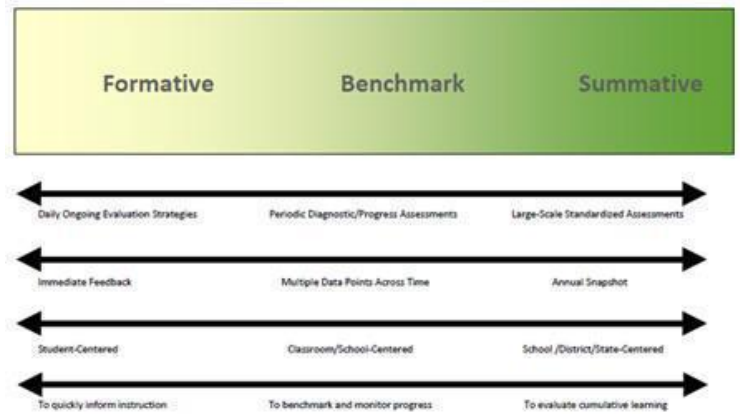 Formative Benchmark Summative
Daily Ongoing Evaluation Strategies Periodic Diagnostic/Progress Assessments Large-Scale Standardized Assessments
Immediate Feedback Multiple Data Points Across Time Annual Snapshot
Student-Centered Classroom/School-Centered School /District/State-Centered
To quickly inform instruction To benchmark and monitor progress To evaluate cumulative learning